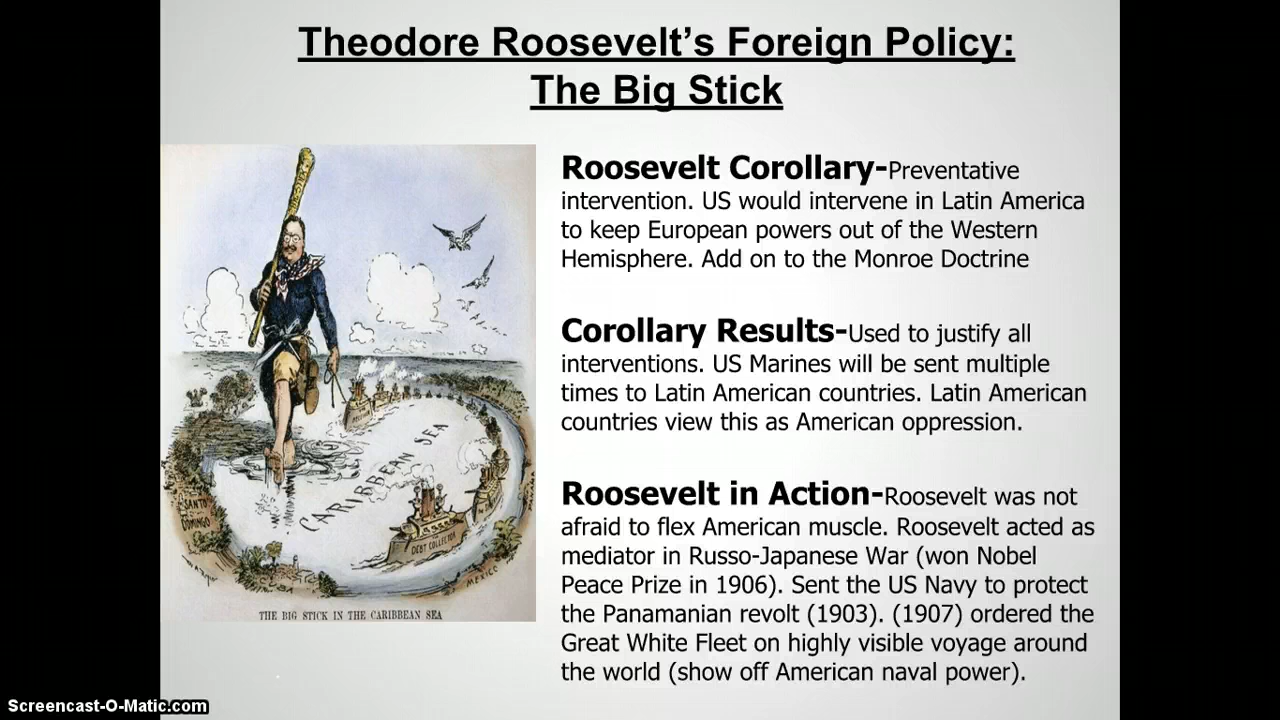 Theodore Roosevelt's Foreign Policy:
The Big Stick
Roosevelt Corollary-Preventative
intervention. US would intervene in Latin America
to keep European powers out of the Western
Hemisphere. Add on to the Monroe Doctrine
Corollary Results-Used to justify all
interventions. US Marines will be sent multiple
times to Latin American countries. Latin American
countries view this as American oppression.
Roosevelt in Action-Roosevelt was not
afraid to flex American muscle. Roosevelt acted as
mediator in Russo-Japanese War (won Nobel
Peace Prize in 1906). Sent the US Navy to protect
the Panamanian revolt (1903). (1907) ordered the
Great White Fleet on highly visible voyage around
the world (show off American naval power).
CARIBBEAN SEA
SANTO
DOMINGO
DEBT COLLECTOR
MEXICO
THE BIG STICK IN THE CARIBBEAN SEA
Screencast-O-Matic.com